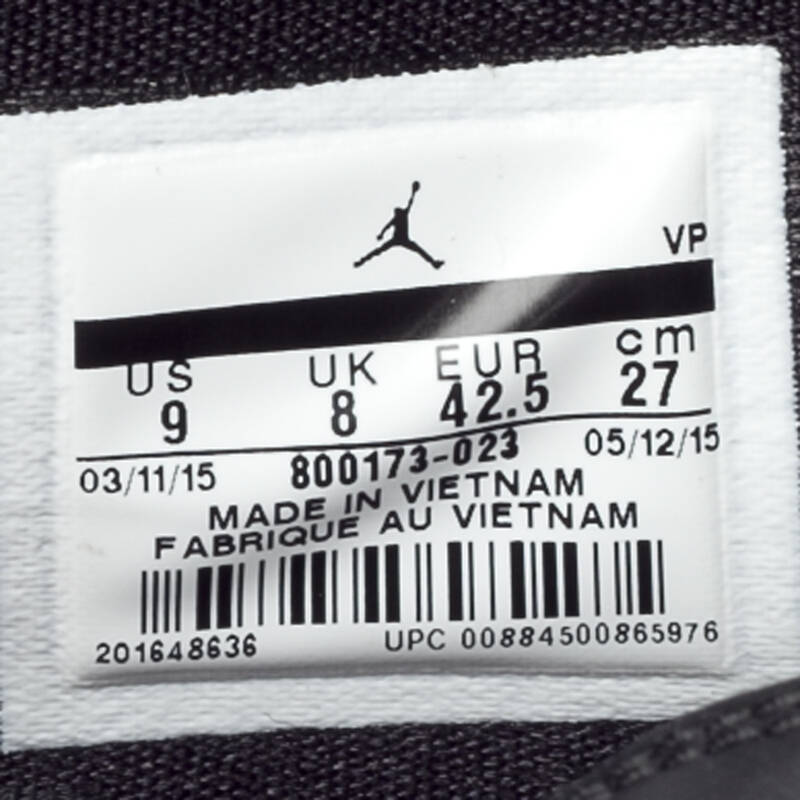 VP
US UK EUR cm
9 8 42.5 27
03/11/15 800173-023 05/12/15
MADE IN VIETNAM
FABRIQUE AU VIETNAM
201648636 UPC 00884500865976